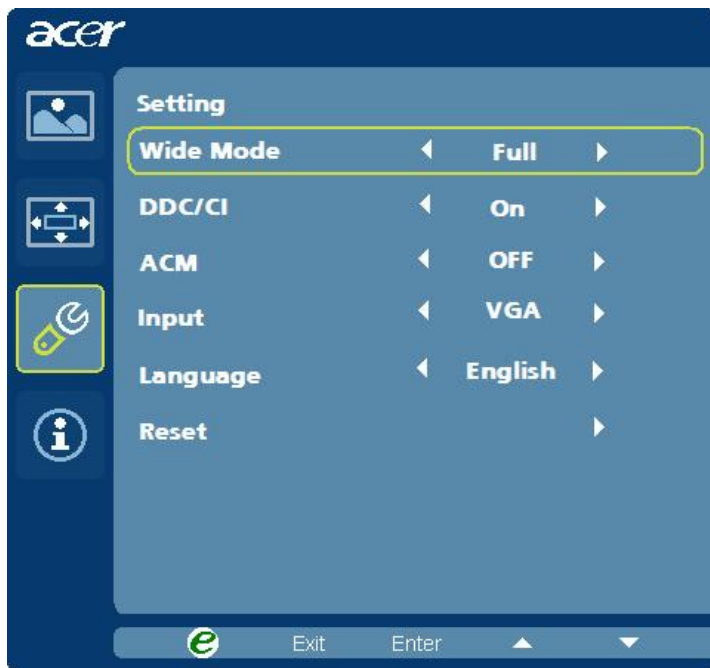 acer
Setting
Wide Mode Full
DDC/CI On
ACM OFF
Input VGA
Language English
Reset
e Exit Enter